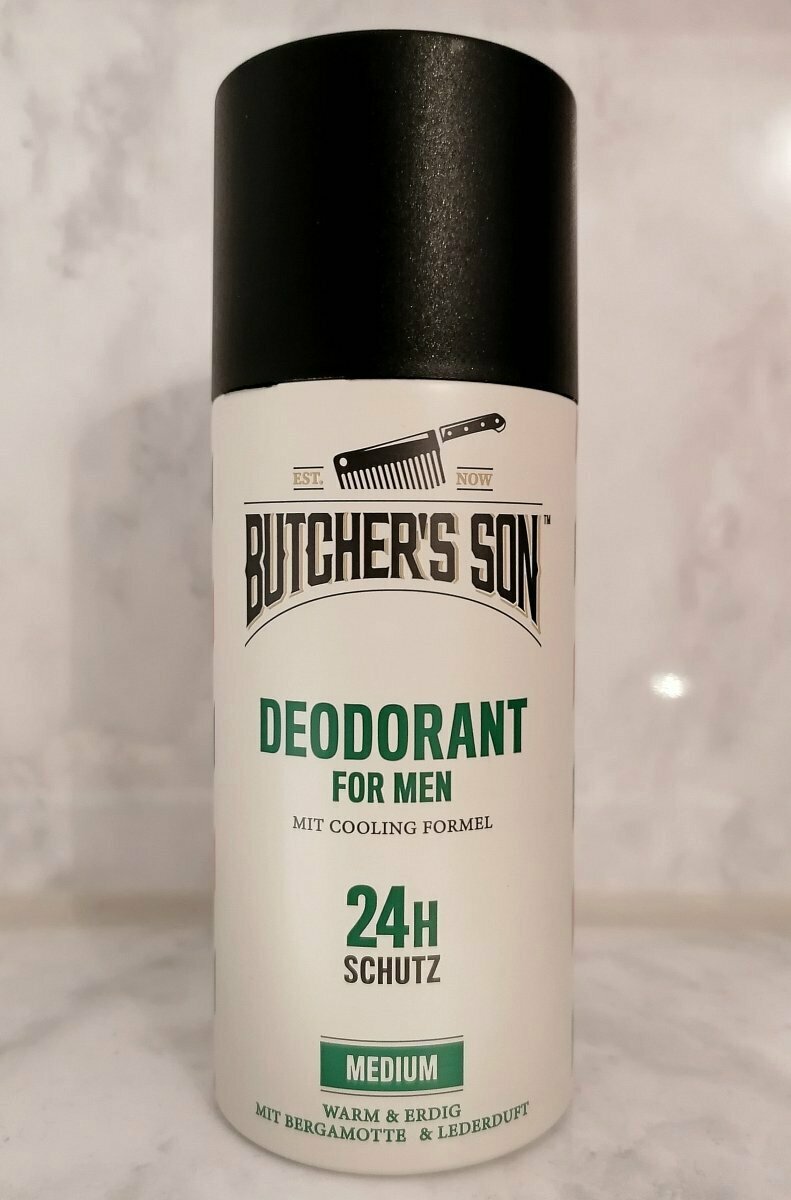 EST. NOW
BUTCHER'S SON™
DEODORANT
FOR MEN
MIT COOLING FORMEL
24H
SCHUTZ
MEDIUM
WARM & ERDIG
MIT BERGAMOTTE & LEDERDUFT